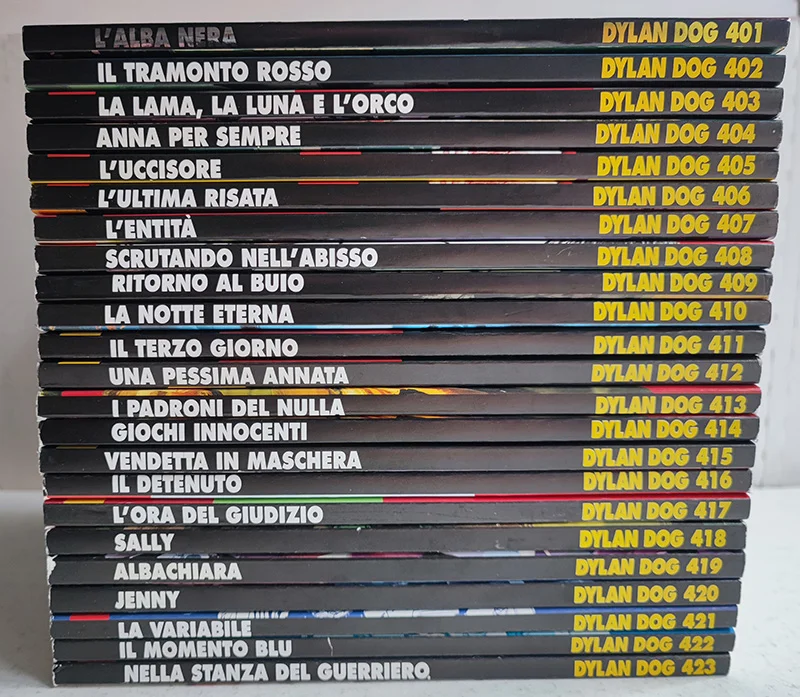 L'ALBA NERA DYLAN DOG 401
IL TRAMONTO ROSSO DYLAN DOG 402
LA LAMA, LA LUNA E L'ORCO DYLAN DOG 403
ANNA PER SEMPRE DYLAN DOG 404
L'UCCISORE DYLAN DOG 405
L'ULTIMA RISATA DYLAN DOG 406
L'ENTITÀ DYLAN DOG 407
SCRUTANDO NELL'ABISSO DYLAN DOG 408
RITORNO AL BUIO DYLAN DOG 409
LA NOTTE ETERNA DYLAN DOG 410
IL TERZO GIORNO DYLAN DOG 411
UNA PESSIMA ANNATA DYLAN DOG 412
I PADRONI DEL NULLA DYLAN DOG 413
GIOCHI INNOCENTI DYLAN DOG 414
VENDETTA IN MASCHERA DYLAN DOG 415
IL DETENUTO DYLAN DOG 416
L'ORA DEL GIUDIZIO DYLAN DOG 417
SALLY DYLAN DOG 418
ALBACHIARA DYLAN DOG 419
JENNY DYLAN DOG 420
LA VARIABILE DYLAN DOG 421
IL MOMENTO BLU DYLAN DOG 422
NELLA STANZA DEL GUERRIERO DYLAN DOG 423